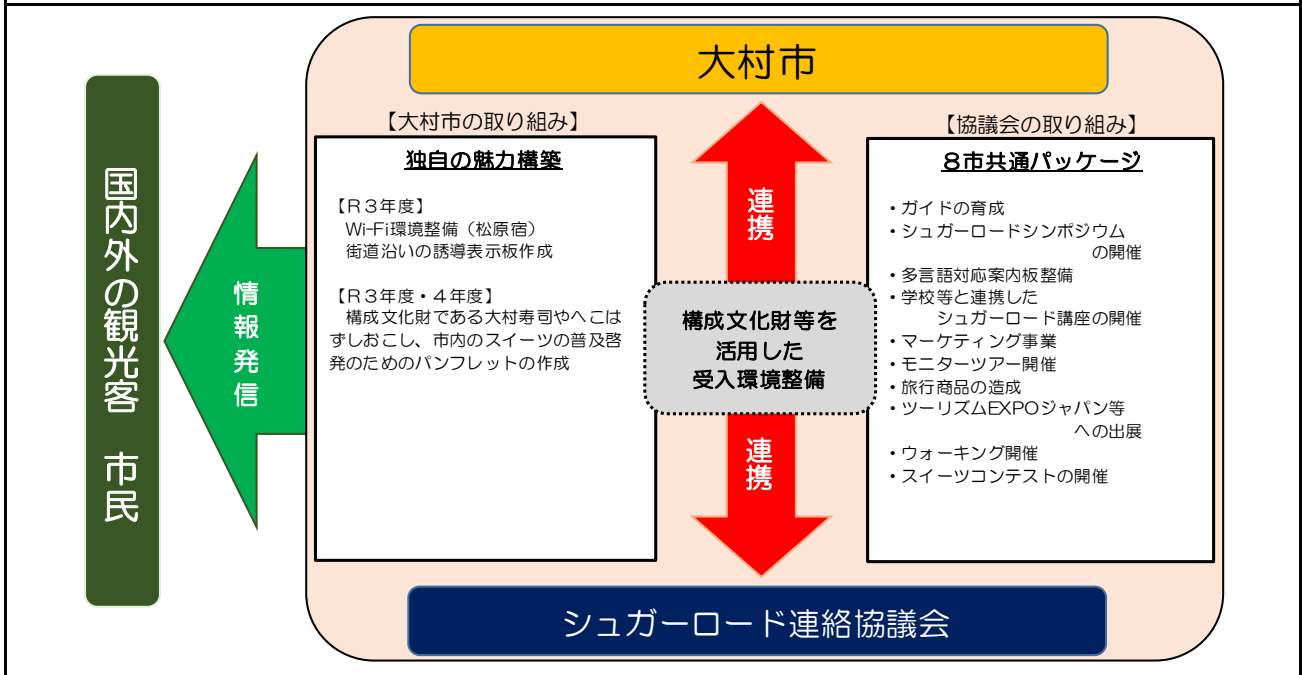 大村市
国内外の観光客 市民
情報発信
【大村市の取り組み】
独自の魅力構築
【R3年度】
Wi-Fi環境整備（松原宿）
街道沿いの誘導表示板作成
【R3年度・4年度】
構成文化財である大村寿司やへこは
ずしおこし、市内のスイーツの普及啓
発のためのパンフレットの作成
連携
構成文化財等を
活用した
受入環境整備
連携
【協議会の取り組み】
8市共通パッケージ
・ガイドの育成
・シュガーロードシンポジウム
の開催
・多言語対応案内板整備
・学校等と連携した
シュガーロード講座の開催
・マーケティング事業
・モニターツアー開催
・旅行商品の造成
・ツーリズムEXPOジャパン等
への出展
・ウォーキング開催
・スイーツコンテストの開催
シュガーロード連絡協議会